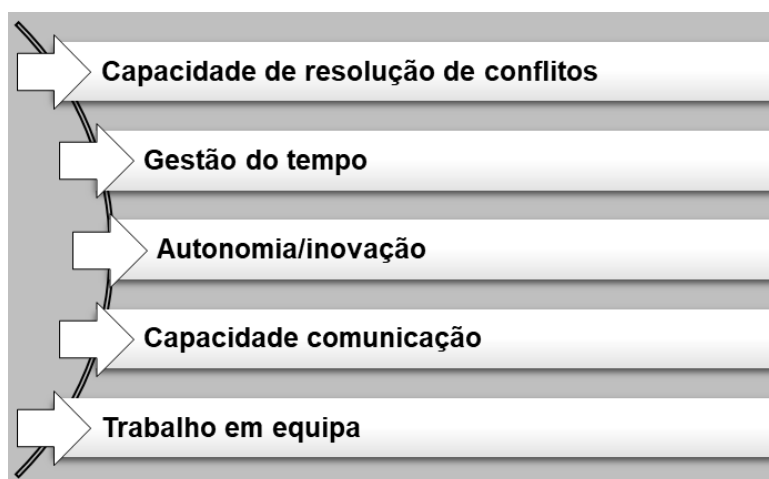 Capacidade de resolução de conflitos
Gestão do tempo
Autonomia/inovação
Capacidade comunicação
Trabalho em equipa